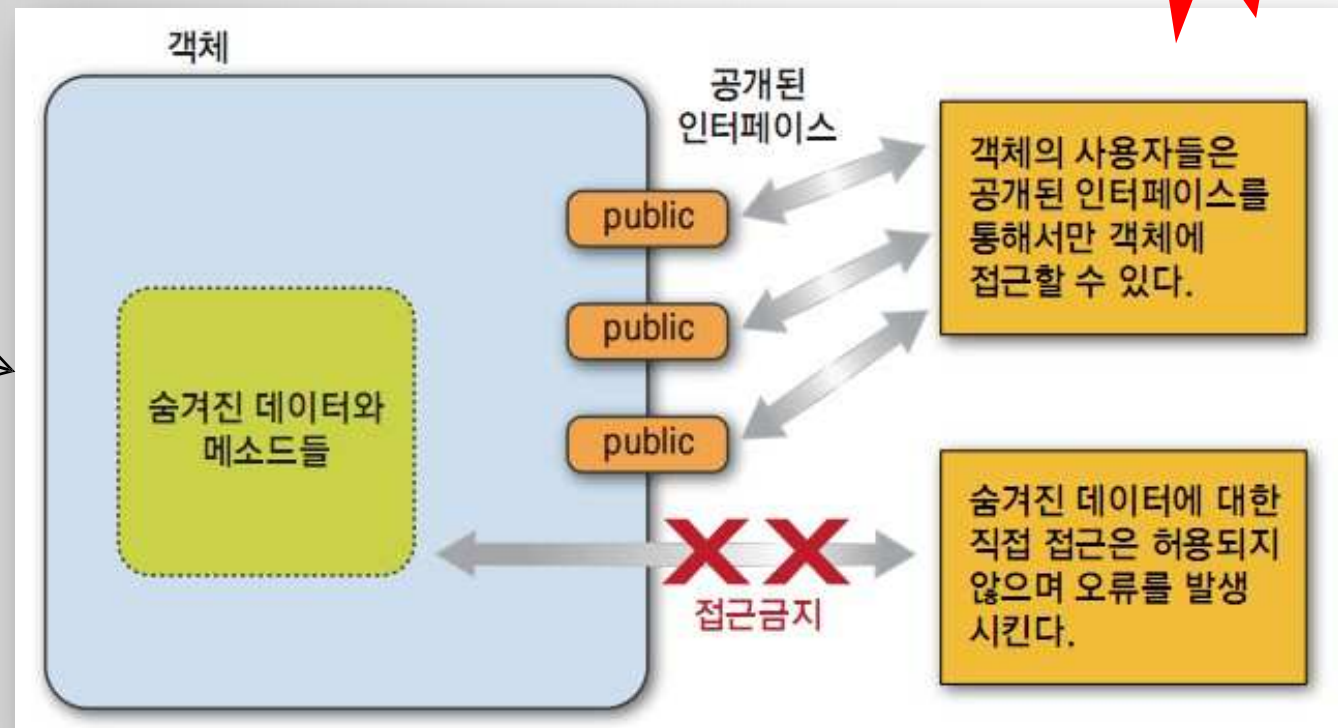 객체
공개된
인터페이스
public
public
public
숨겨진 데이터와
메소드들
접근금지
객체의 사용자들은
공개된 인터페이스를
통해서만 객체에
접근할 수 있다.
숨겨진 데이터에 대한
직접 접근은 허용되지
않으며 오류를 발생
시킨다.